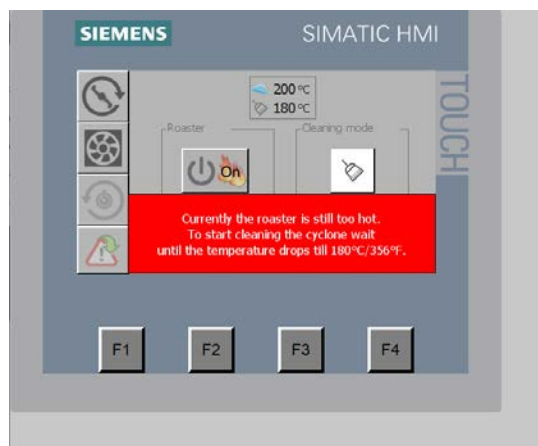 SIEMENS
SIMATIC HMI
TOUCH
200 °C
180 °C
Roaster
Cleaning mode
On
Currently the roaster is still too hot.
To start cleaning the cyclone wait
until the temperature drops till 180°C/356°F.
F1
F2
F3
F4